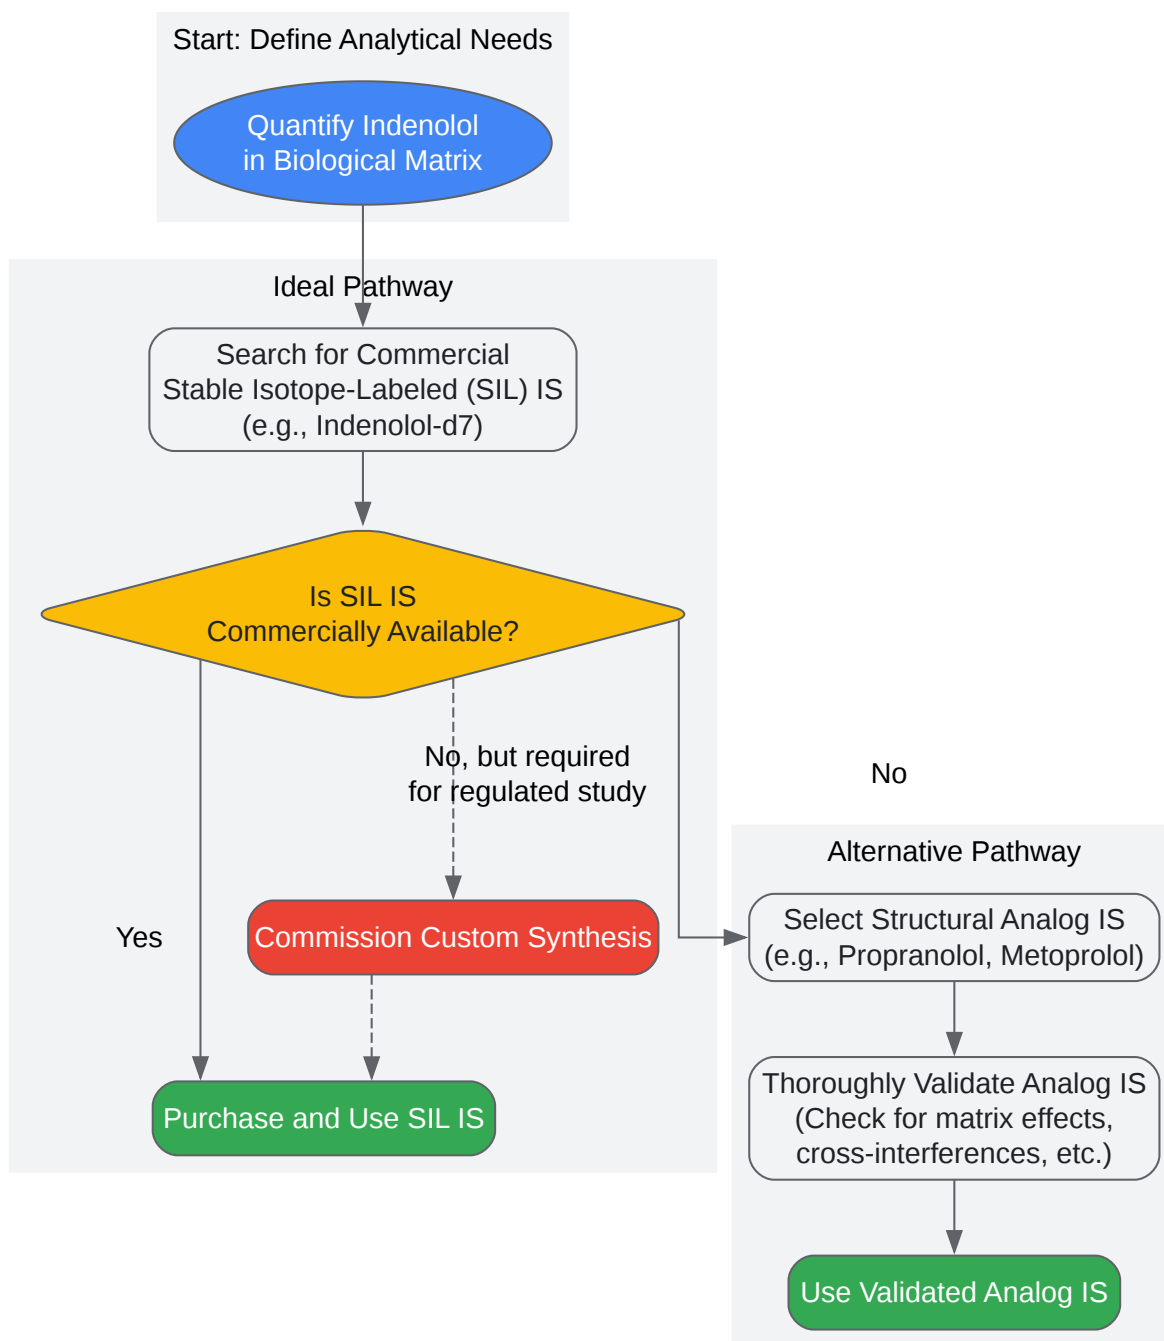 Start: Define Analytical Needs
Quantify Indenolol
in Biological Matrix
Ideal Pathway
Search for Commercial
Stable Isotope-Labeled (SIL) IS
(e.g., Indenolol-d7)
Is SIL IS
Commercially Available?
No, but required
for regulated study
No
Yes
Commission Custom Synthesis
Purchase and Use SIL IS
Alternative Pathway
Select Structural Analog IS
(e.g., Propranolol, Metoprolol)
Thoroughly Validate Analog IS
(Check for matrix effects,
cross-interferences, etc.)
Use Validated Analog IS